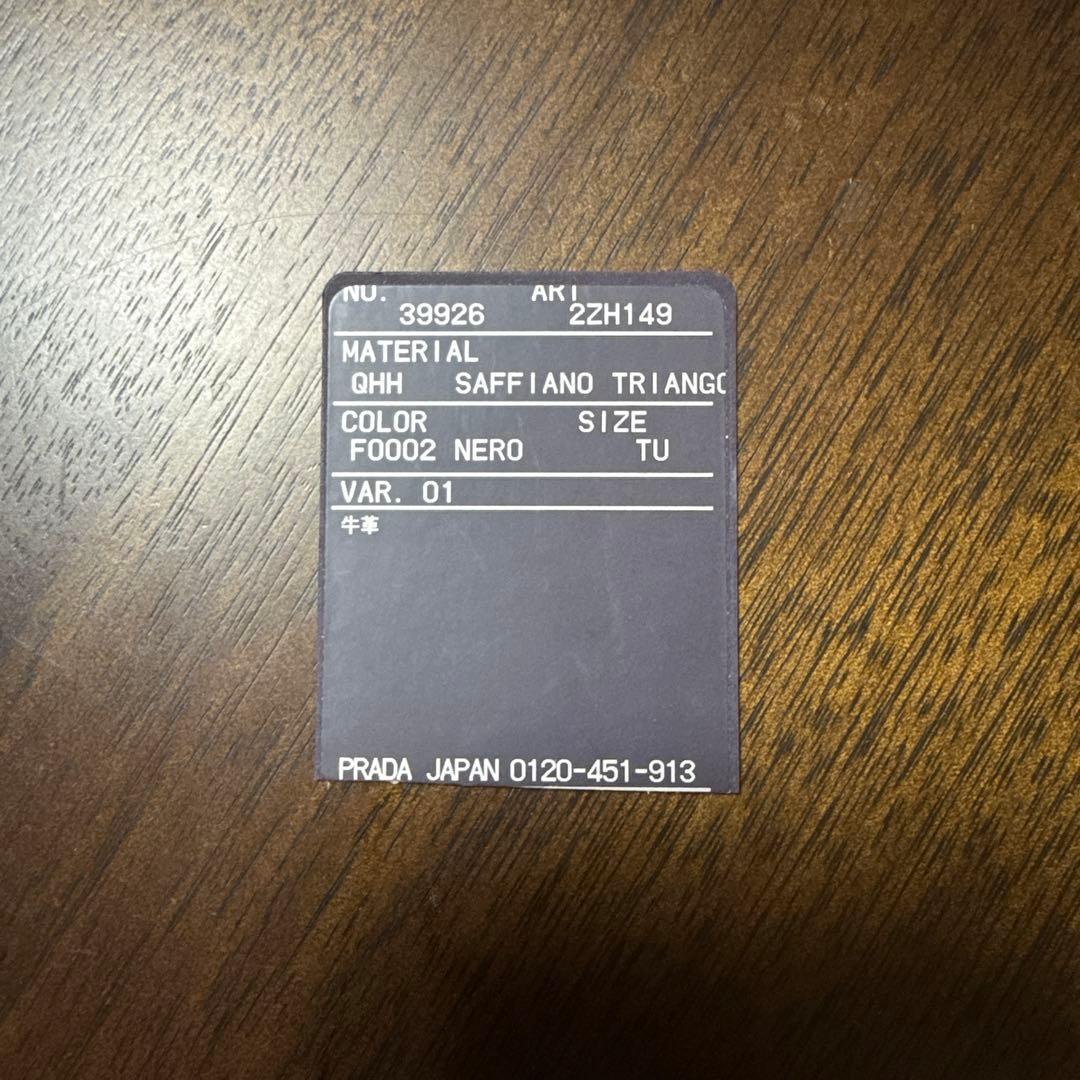 NO. ART
39926 2ZH149
MATERIAL
QHH SAFFIANO TRIANGO
COLOR SIZE
F0002 NERO TU
VAR. 01
牛革
PRADA JAPAN 0120-451-913